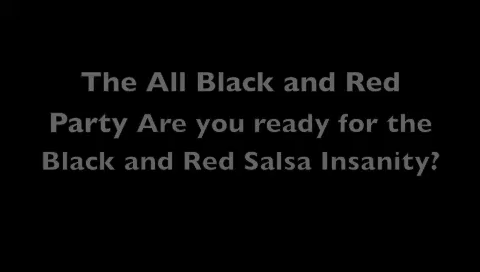 The All Black and Red
Party Are you ready for the
Black and Red Salsa Insanity?